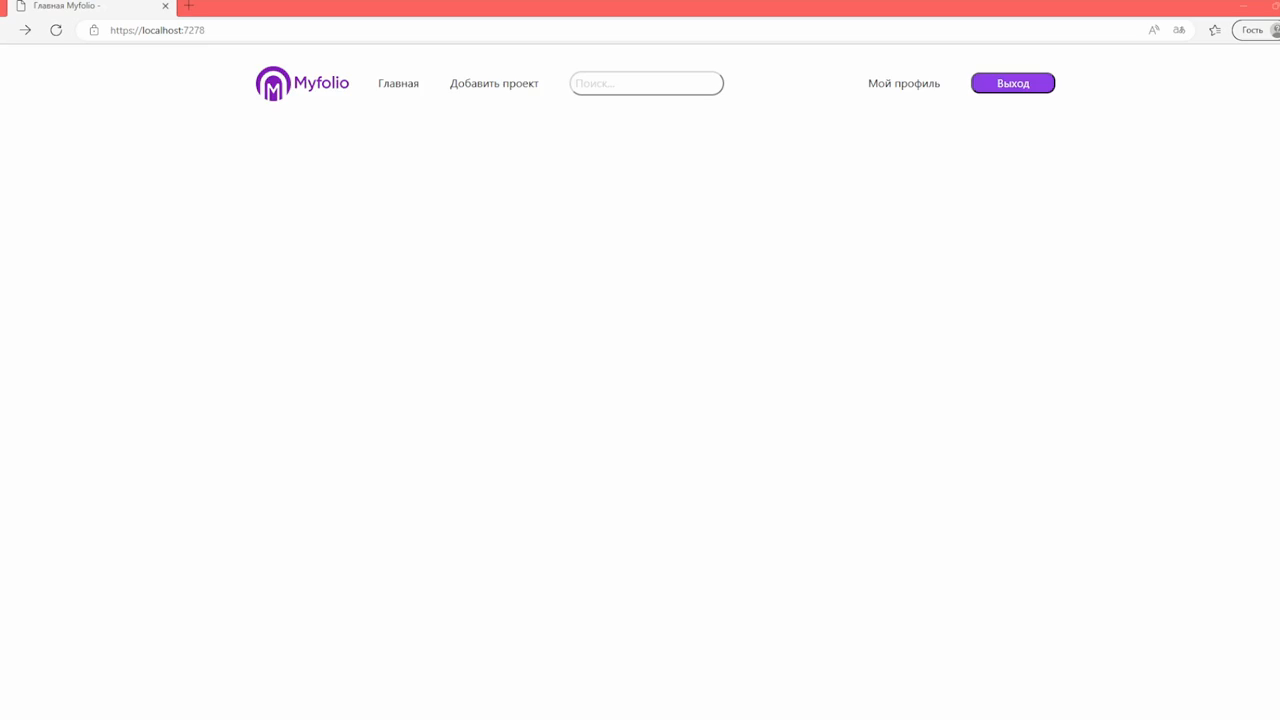 Главная Myfolio -
https://localhost:7278
Гость
Myfolio
Главная
Добавить проект
Поиск...
Мой профиль
Выход